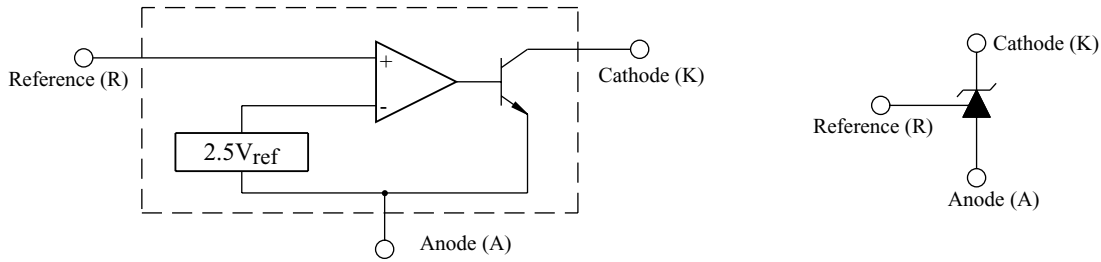 Reference (R)
+
-
2.5Vref
Cathode (K)
Anode (A)
Cathode (K)
Reference (R)
Anode (A)